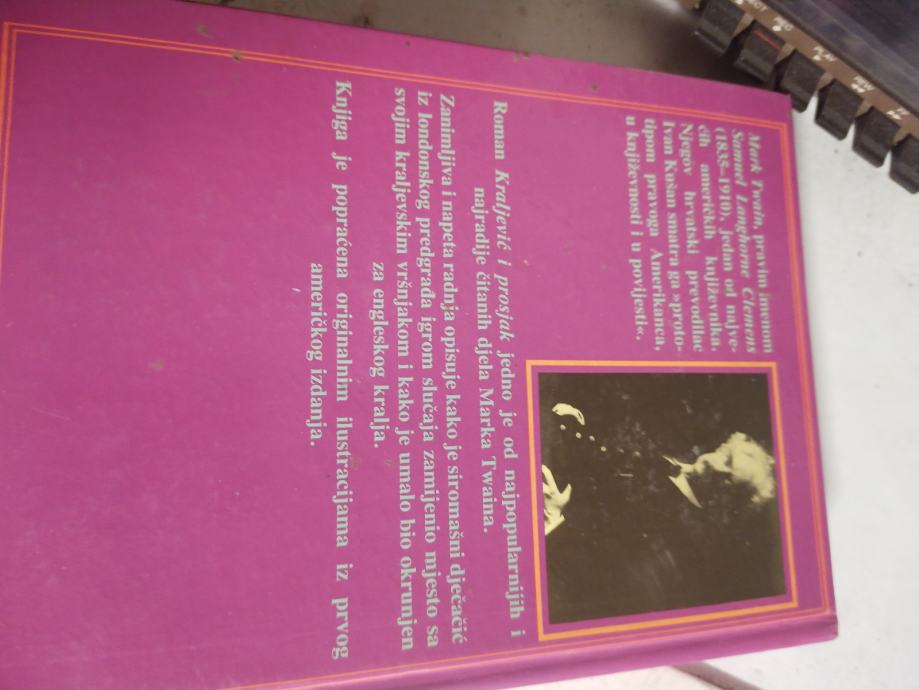 Mark Twain, pravim imenom
Samuel Langhorne Clemens
(1835–1910), jedan od najve-
ćih američkih književnika.
Njegov hrvatski prevodilac
Ivan Kušan smatra ga »proto-
tipom pravoga Amerikanca,
u književnosti i u povijesti«.
Roman Kraljević i prosjak jedno je od najpopularnijih i
najradije čitanih djela Marka Twaina.
Zanimljiva i napeta radnja opisuje kako je siromašni dječačić
iz londonskog predgrađa igrom slučaja zamijenio mjesto sa
svojim kraljevskim vršnjakom i kako je umalo bio okrunjen
za engleskog kralja.
Knjiga je popraćena originalnim ilustracijama iz prvog
američkog izdanja.
PLAY